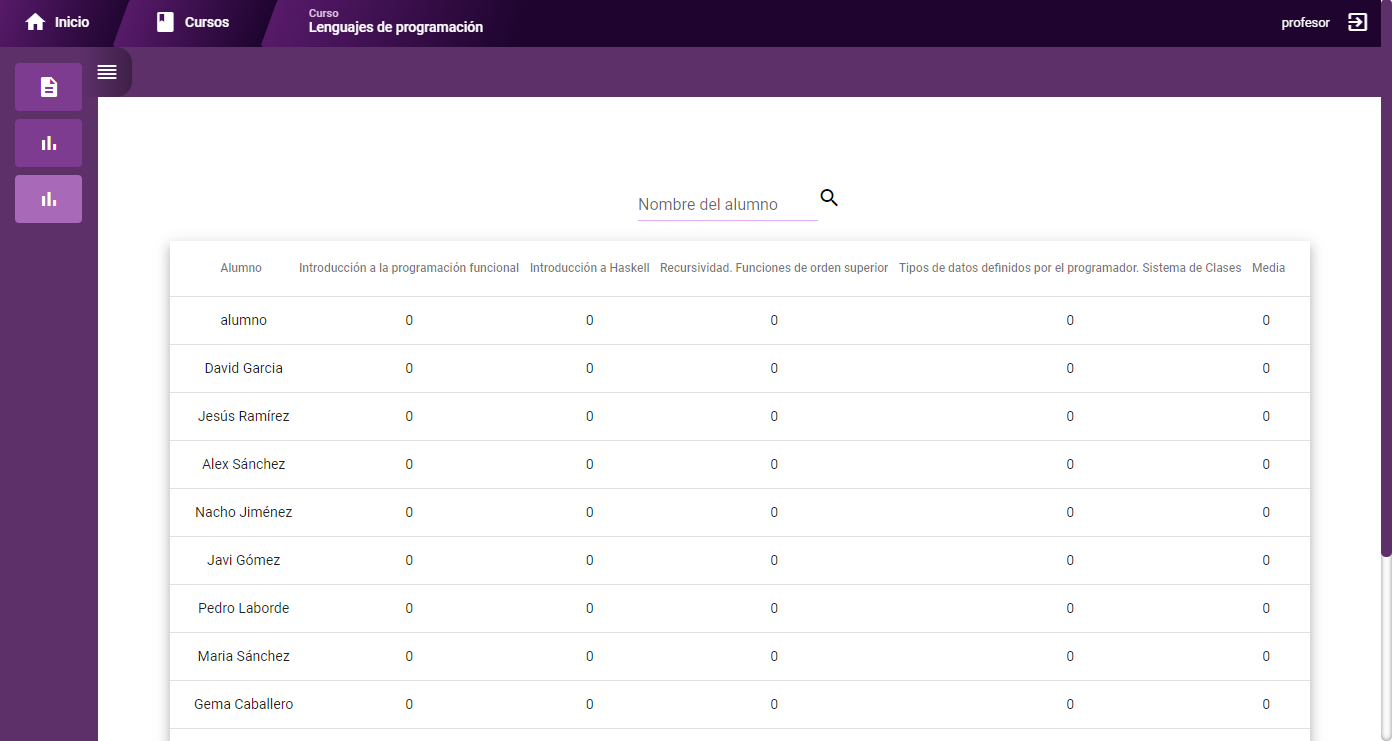 Inicio
Cursos
Curso
Lenguajes de programación
profesor
Nombre del alumno
Alumno Introducción a la programación funcional Introducción a Haskell Recursividad. Funciones de orden superior Tipos de datos definidos por el programador. Sistema de Clases Media
alumno 0 0 0 0 0
David Garcia 0 0 0 0 0
Jesús Ramírez 0 0 0 0 0
Alex Sánchez 0 0 0 0 0
Nacho Jiménez 0 0 0 0 0
Javi Gómez 0 0 0 0 0
Pedro Laborde 0 0 0 0 0
Maria Sánchez 0 0 0 0 0
Gema Caballero 0 0 0 0 0